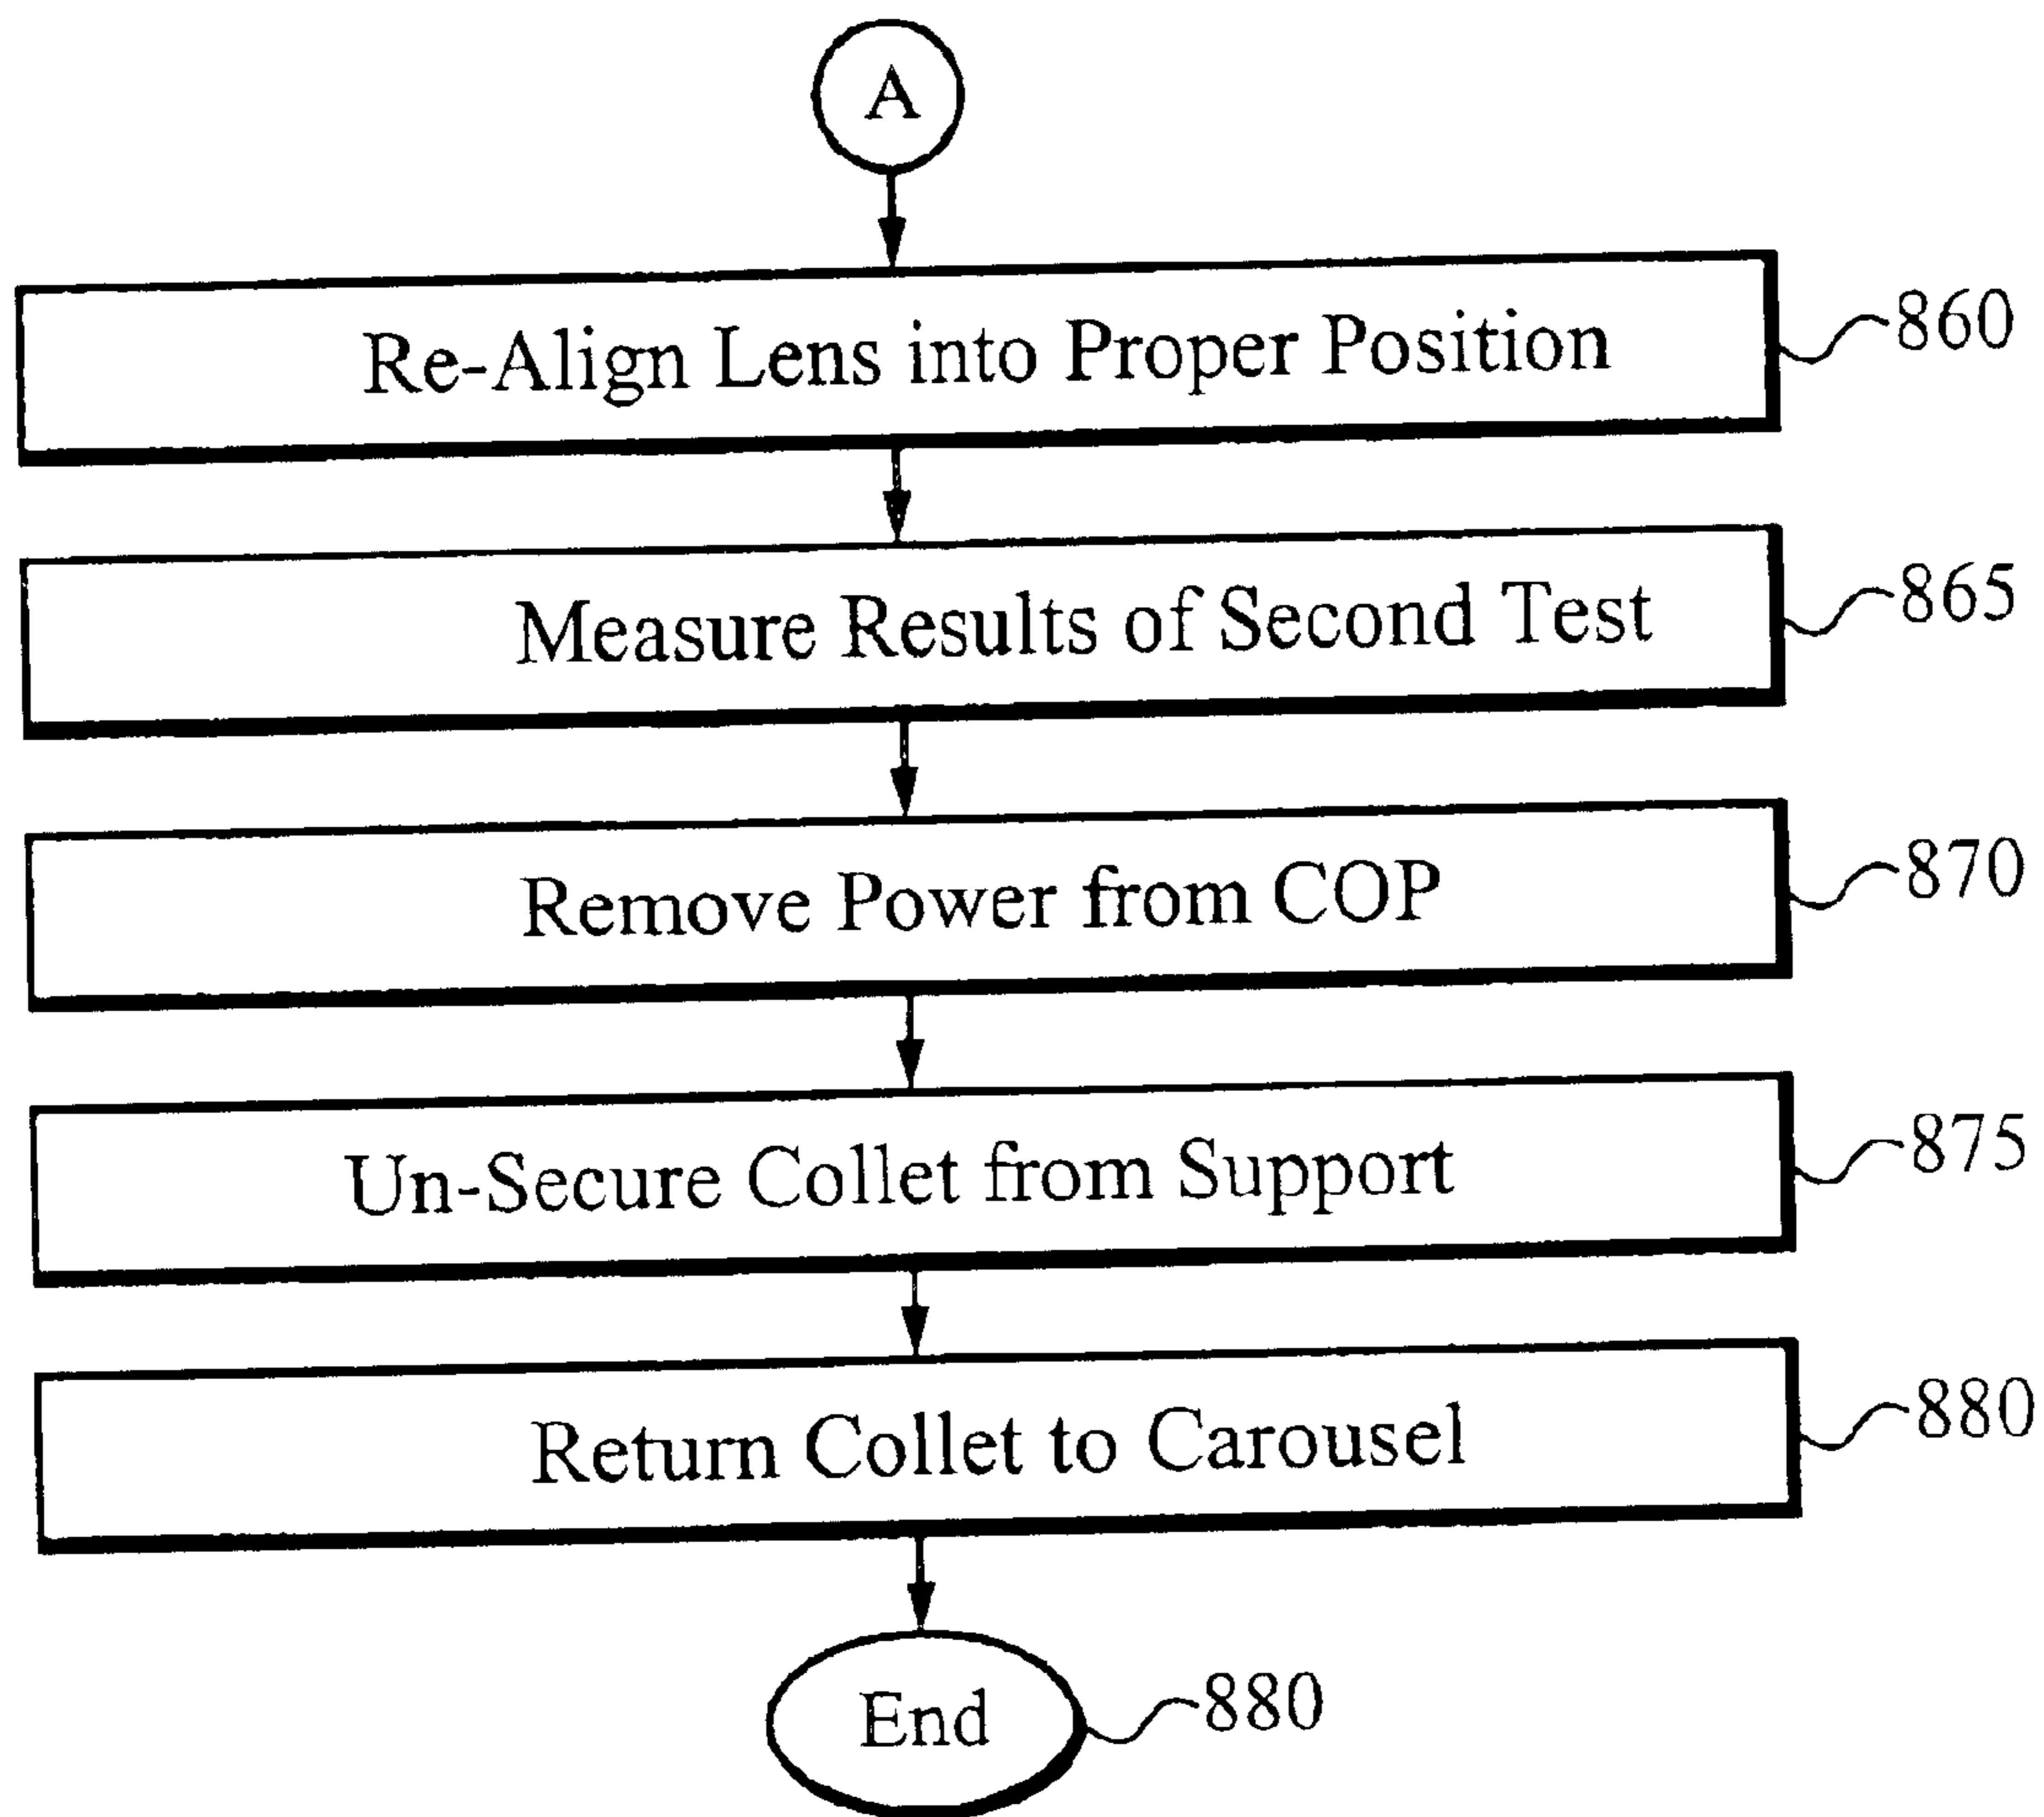 A
Re-Align Lens into Proper Position
860
Measure Results of Second Test
865
Remove Power from COP
870
Un-Secure Collet from Support
875
Return Collet to Carousel
880
End
880